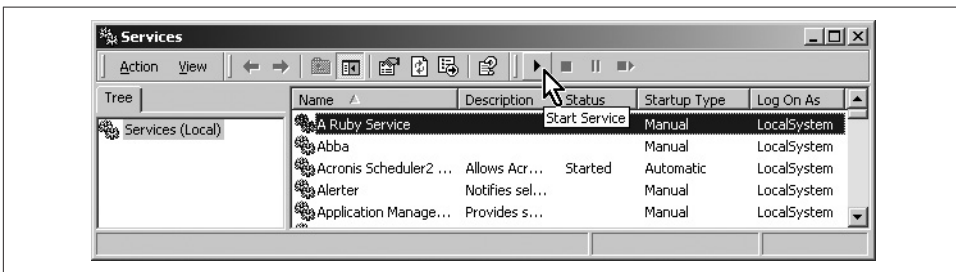 Services
Action View
Tree
Name Description Status Startup Type Log On As
Start Service
Services (Local)
A Ruby Service Manual LocalSystem
Abba Manual LocalSystem
Acronis Scheduler2 ... Allows Acr... Started Automatic LocalSystem
Alerter Notifies sel... Manual LocalSystem
Application Manage... Provides s... Manual LocalSystem